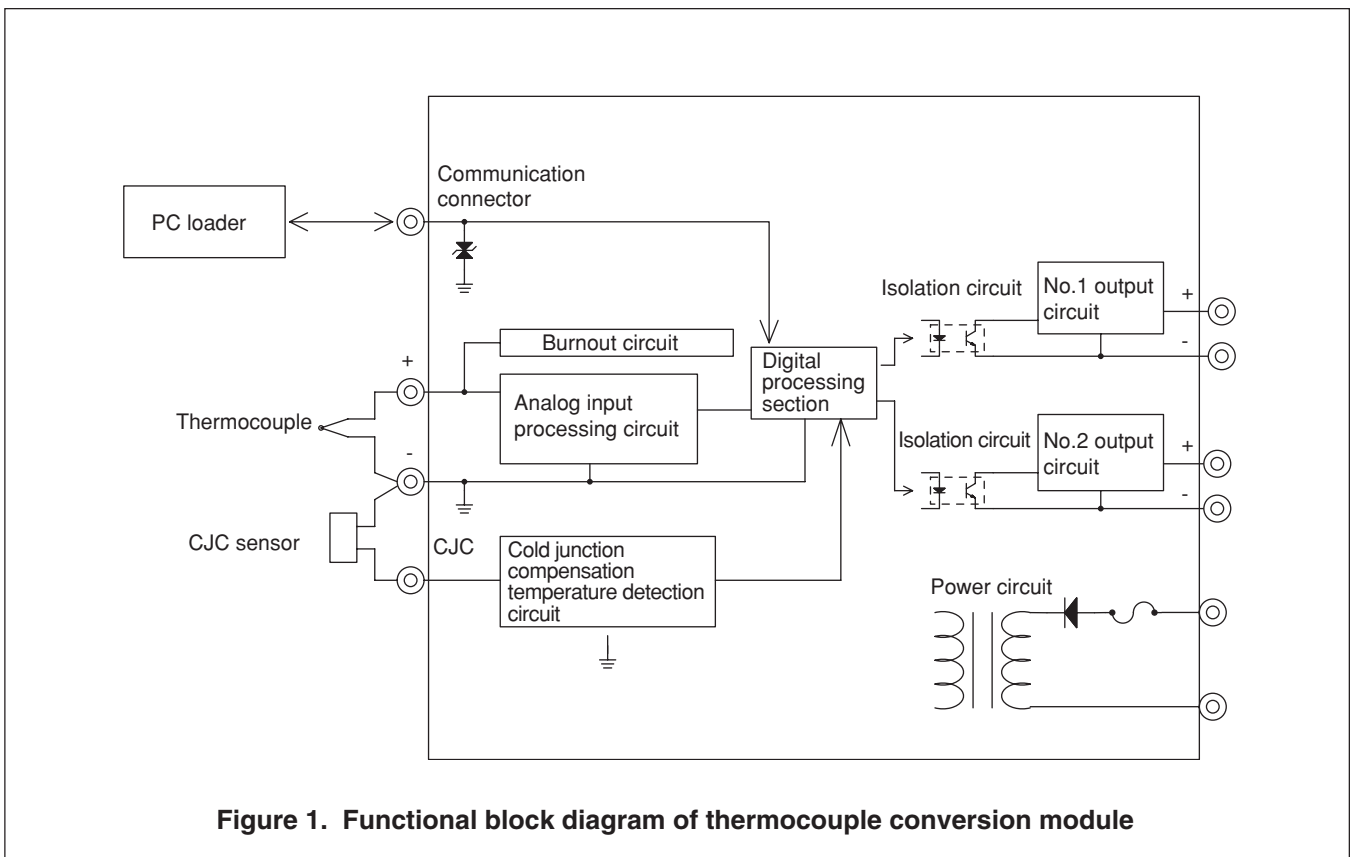 Communication
connector
PC loader
Isolation circuit
No.1 output
circuit
+
-
Burnout circuit
+
Digital
processing
section
Analog input
processing circuit
Thermocouple
-
Isolation circuit
No.2 output
circuit
+
-
CJC sensor
CJC
Cold junction
compensation
temperature detection
circuit
Power circuit
Figure 1. Functional block diagram of thermocouple conversion module